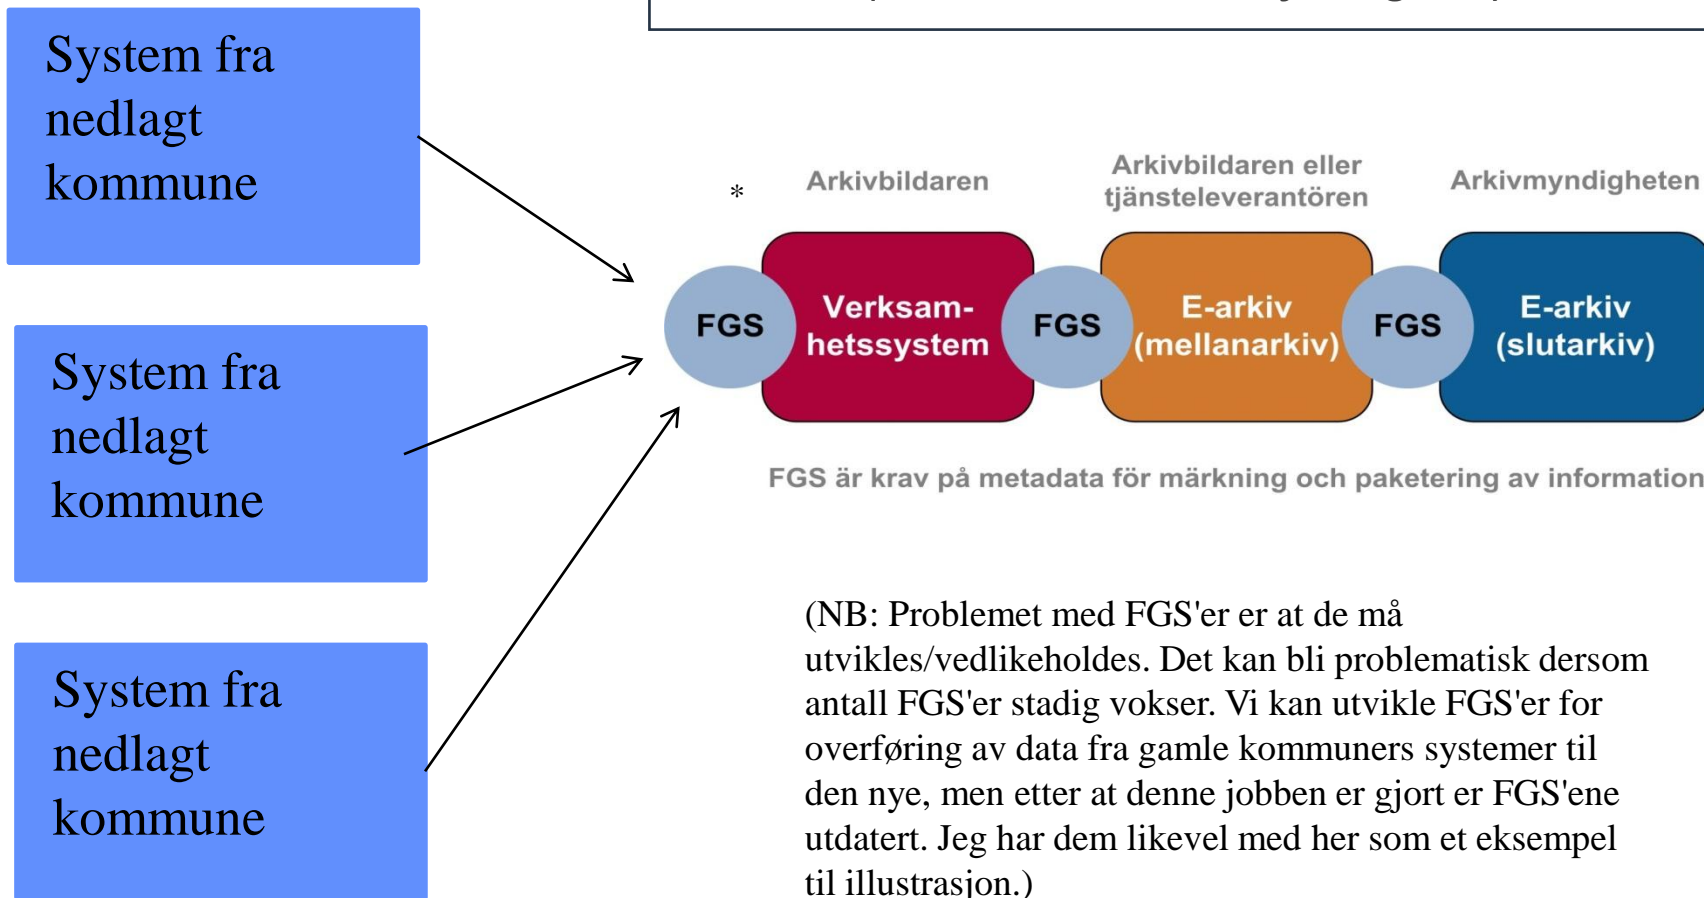 System fra
nedlagt
kommune
System fra
nedlagt
kommune
System fra
nedlagt
kommune
*
Arkivbildaren
Arkivbildaren eller
tjänsteleverantören
Arkivmyndigheten
FGS
Verksam-
hetssystem
FGS
E-arkiv
(mellanarkiv)
FGS
E-arkiv
(slutarkiv)
FGS är krav på metadata för märkning och paketering av information
(NB: Problemet med FGS'er er at de må
utvikles/vedlikeholdes. Det kan bli problematisk dersom
antall FGS'er stadig vokser. Vi kan utvikle FGS'er for
overføring av data fra gamle kommuners systemer til
den nye, men etter at denne jobben er gjort er FGS'ene
utdatert. Jeg har dem likevel med her som et eksempel
til illustrasjon.)